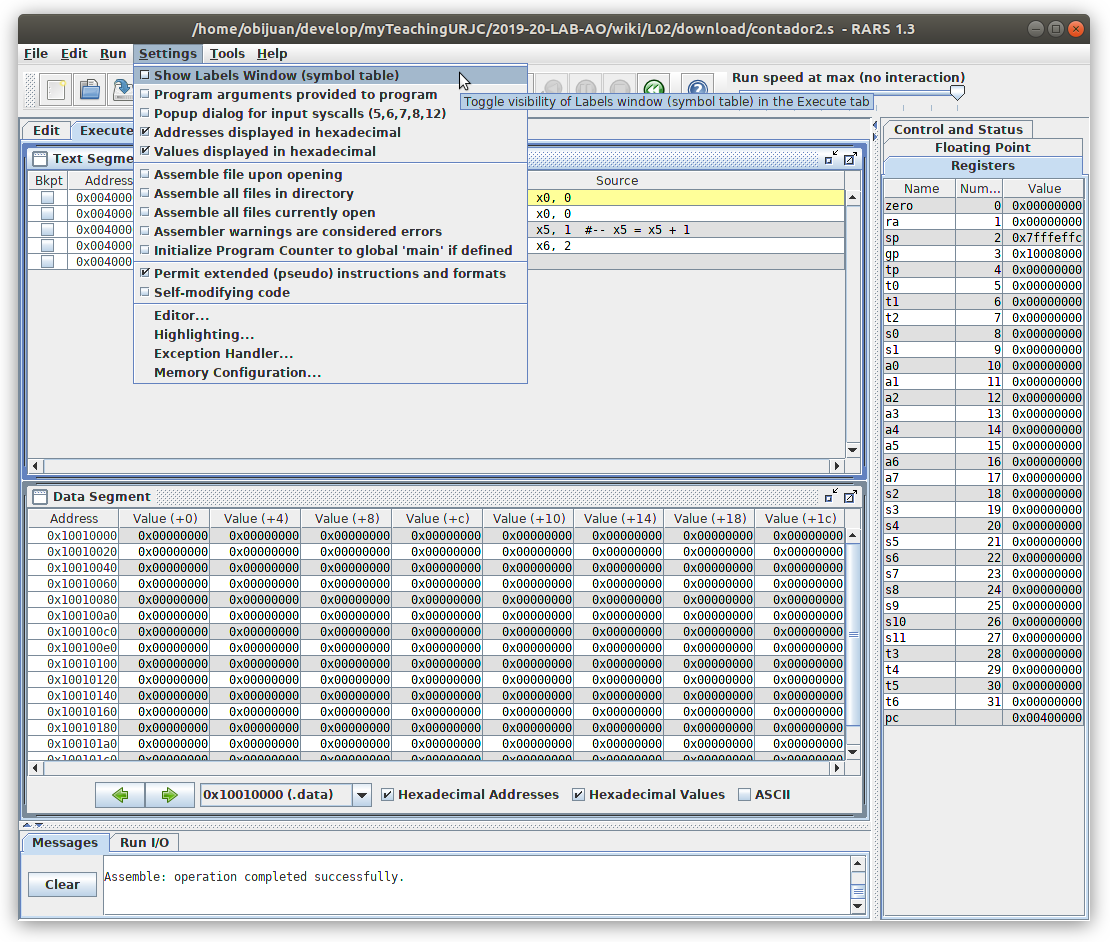 /home/obijuan/develop/myTeachingURJC/2019-20-LAB-AO/wiki/L02/download/contador2.s - RARS 1.3
File Edit Run Settings Tools Help
Show Labels Window (symbol table)
Program arguments provided to program
Popup dialog for input syscalls (5,6,7,8,12)
Addresses displayed in hexadecimal
Values displayed in hexadecimal
Assemble file upon opening
Assemble all files in directory
Assemble all files currently open
Assembler warnings are considered errors
Initialize Program Counter to global 'main' if defined
Permit extended (pseudo) instructions and formats
Self-modifying code
Editor...
Highlighting...
Exception Handler...
Memory Configuration...
Run speed at max (no interaction)
Toggle visibility of Labels window (symbol table) in the Execute tab
Edit Execute
Text Segme
Bkpt Address Source
0x004000 x0, 0
0x004000 x0, 0
0x004000 x5, 1 #-- x5 = x5 + 1
0x004000 x6, 2
0x004000
Data Segment
Address Value (+0) Value (+4) Value (+8) Value (+c) Value (+10) Value (+14) Value (+18) Value (+1c)
0x10010000 0x00000000 0x00000000 0x00000000 0x00000000 0x00000000 0x00000000 0x00000000 0x00000000
0x10010020 0x00000000 0x00000000 0x00000000 0x00000000 0x00000000 0x00000000 0x00000000 0x00000000
0x10010040 0x00000000 0x00000000 0x00000000 0x00000000 0x00000000 0x00000000 0x00000000 0x00000000
0x10010060 0x00000000 0x00000000 0x00000000 0x00000000 0x00000000 0x00000000 0x00000000 0x00000000
0x10010080 0x00000000 0x00000000 0x00000000 0x00000000 0x00000000 0x00000000 0x00000000 0x00000000
0x100100a0 0x00000000 0x00000000 0x00000000 0x00000000 0x00000000 0x00000000 0x00000000 0x00000000
0x100100c0 0x00000000 0x00000000 0x00000000 0x00000000 0x00000000 0x00000000 0x00000000 0x00000000
0x100100e0 0x00000000 0x00000000 0x00000000 0x00000000 0x00000000 0x00000000 0x00000000 0x00000000
0x10010100 0x00000000 0x00000000 0x00000000 0x00000000 0x00000000 0x00000000 0x00000000 0x00000000
0x10010120 0x00000000 0x00000000 0x00000000 0x00000000 0x00000000 0x00000000 0x00000000 0x00000000
0x10010140 0x00000000 0x00000000 0x00000000 0x00000000 0x00000000 0x00000000 0x00000000 0x00000000
0x10010160 0x00000000 0x00000000 0x00000000 0x00000000 0x00000000 0x00000000 0x00000000 0x00000000
0x10010180 0x00000000 0x00000000 0x00000000 0x00000000 0x00000000 0x00000000 0x00000000 0x00000000
0x100101a0 0x00000000 0x00000000 0x00000000 0x00000000 0x00000000 0x00000000 0x00000000 0x00000000
0x100101c0 0x00000000 0x00000000 0x00000000 0x00000000 0x00000000 0x00000000 0x00000000 0x00000000
0x10010000 (.data) Hexadecimal Addresses Hexadecimal Values ASCII
Messages Run I/O
Clear
Assemble: operation completed successfully.
Control and Status
Floating Point
Registers
Name Num... Value
zero 0 0x00000000
ra 1 0x00000000
sp 2 0x7fffeffc
gp 3 0x10008000
tp 4 0x00000000
t0 5 0x00000000
t1 6 0x00000000
t2 7 0x00000000
s0 8 0x00000000
s1 9 0x00000000
a0 10 0x00000000
a1 11 0x00000000
a2 12 0x00000000
a3 13 0x00000000
a4 14 0x00000000
a5 15 0x00000000
a6 16 0x00000000
a7 17 0x00000000
s2 18 0x00000000
s3 19 0x00000000
s4 20 0x00000000
s5 21 0x00000000
s6 22 0x00000000
s7 23 0x00000000
s8 24 0x00000000
s9 25 0x00000000
s10 26 0x00000000
s11 27 0x00000000
t3 28 0x00000000
t4 29 0x00000000
t5 30 0x00000000
t6 31 0x00000000
pc 0x00400000